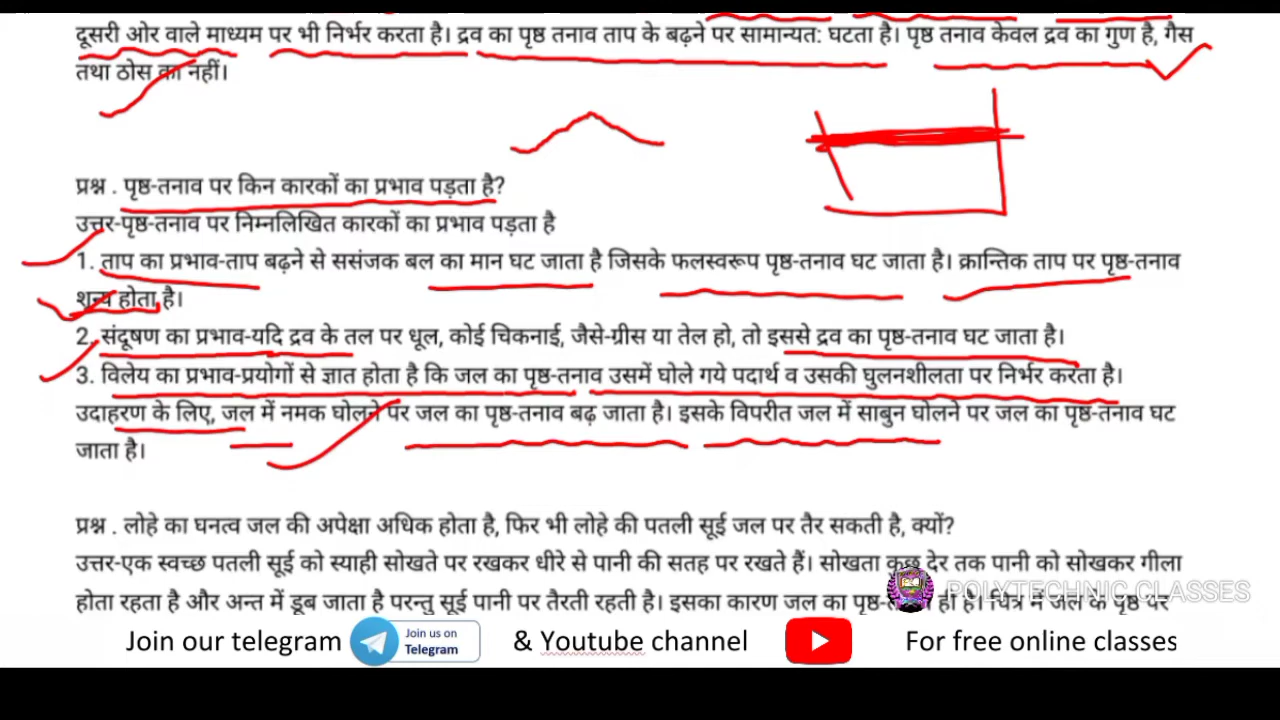 दूसरी ओर वाले माध्यम पर भी निर्भर करता है। द्रव का पृष्ठ तनाव ताप के बढ़ने पर सामान्यत: घटता है। पृष्ठ तनाव केवल द्रव का गुण है, गैस
तथा ठोस का नहीं।
प्रश्न . पृष्ठ-तनाव पर किन कारकों का प्रभाव पड़ता है?
उत्तर-पृष्ठ-तनाव पर निम्नलिखित कारकों का प्रभाव पड़ता है
1. ताप का प्रभाव-ताप बढ़ने से ससंजक बल का मान घट जाता है जिसके फलस्वरूप पृष्ठ-तनाव घट जाता है। क्रान्तिक ताप पर पृष्ठ-तनाव
शून्य होता है।
2. संदूषण का प्रभाव-यदि द्रव के तल पर धूल, कोई चिकनाई, जैसे-ग्रीस या तेल हो, तो इससे द्रव का पृष्ठ-तनाव घट जाता है।
3. विलेय का प्रभाव-प्रयोगों से ज्ञात होता है कि जल का पृष्ठ-तनाव उसमें घोले गये पदार्थ व उसकी घुलनशीलता पर निर्भर करता है।
उदाहरण के लिए, जल में नमक घोलने पर जल का पृष्ठ-तनाव बढ़ जाता है। इसके विपरीत जल में साबुन घोलने पर जल का पृष्ठ-तनाव घट
जाता है।
प्रश्न . लोहे का घनत्व जल की अपेक्षा अधिक होता है, फिर भी लोहे की पतली सूई जल पर तैर सकती है, क्यों?
उत्तर-एक स्वच्छ पतली सूई को स्याही सोखते पर रखकर धीरे से पानी की सतह पर रखते हैं। सोखता कुछ देर तक पानी को सोखकर गीला
होता रहता है और अन्त में डूब जाता है परन्तु सूई पानी पर तैरती रहती है। इसका कारण जल का ही है। चित्र में जल के पृष्ठ पर
POLYTECHNIC CLASSES
Join our telegram Join us on Telegram & Youtube channel For free online classes